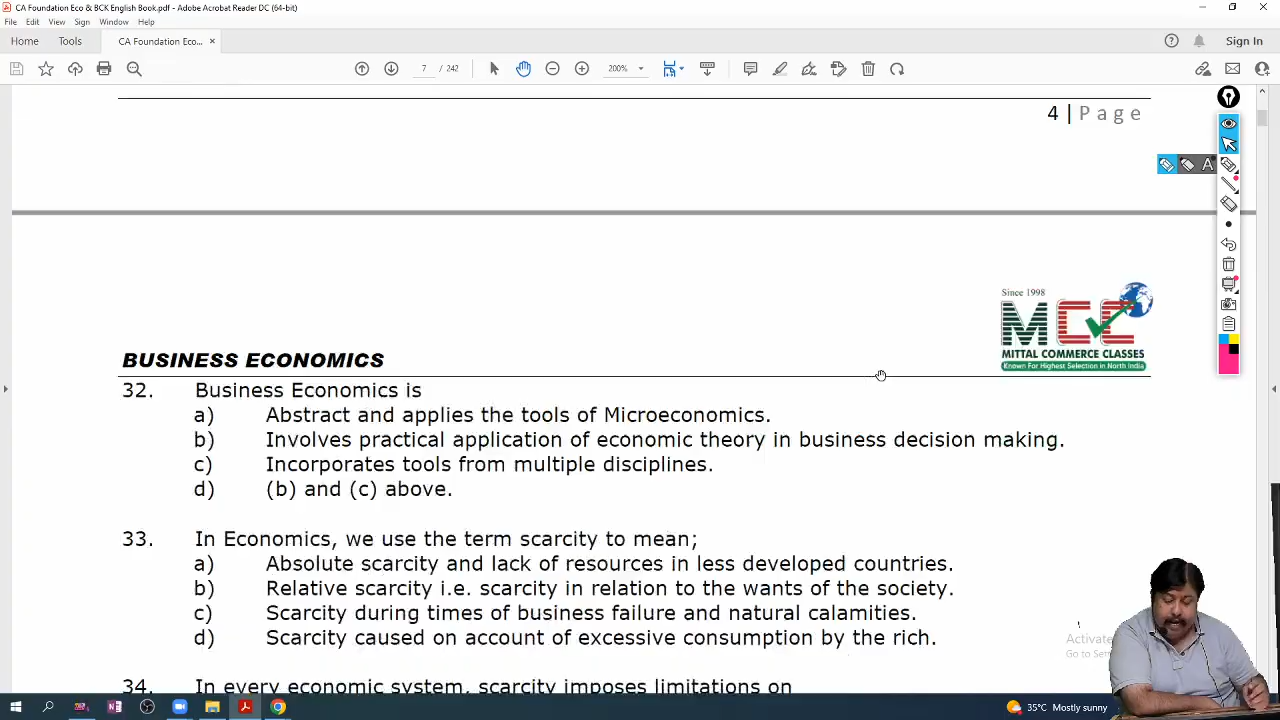 CA Foundation Eco & BCK English Book.pdf - Adobe Acrobat Reader DC (64-bit)
File Edit View Sign Window Help
Home Tools CA Foundation Eco... × Sign In
7 / 242 200%
4 | Page
A
Since 1998
MCC
MITTAL COMMERCE CLASSES
Known For Highest Selection in North India
BUSINESS ECONOMICS
32. Business Economics is
a) Abstract and applies the tools of Microeconomics.
b) Involves practical application of economic theory in business decision making.
c) Incorporates tools from multiple disciplines.
d) (b) and (c) above.
33. In Economics, we use the term scarcity to mean;
a) Absolute scarcity and lack of resources in less developed countries.
b) Relative scarcity i.e. scarcity in relation to the wants of the society.
c) Scarcity during times of business failure and natural calamities.
d) Scarcity caused on account of excessive consumption by the rich.
Activate
Go to
34. In every economic system, scarcity imposes limitations on
35°C Mostly sunny